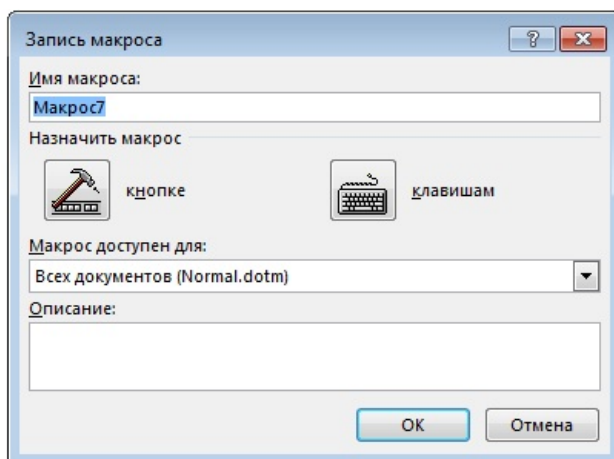 Запись макроса
Имя макроса:
Макрос7
Назначить макрос
кнопке клавишам
Макрос доступен для:
Всех документов (Normal.dotm)
Описание:
ОК Отмена